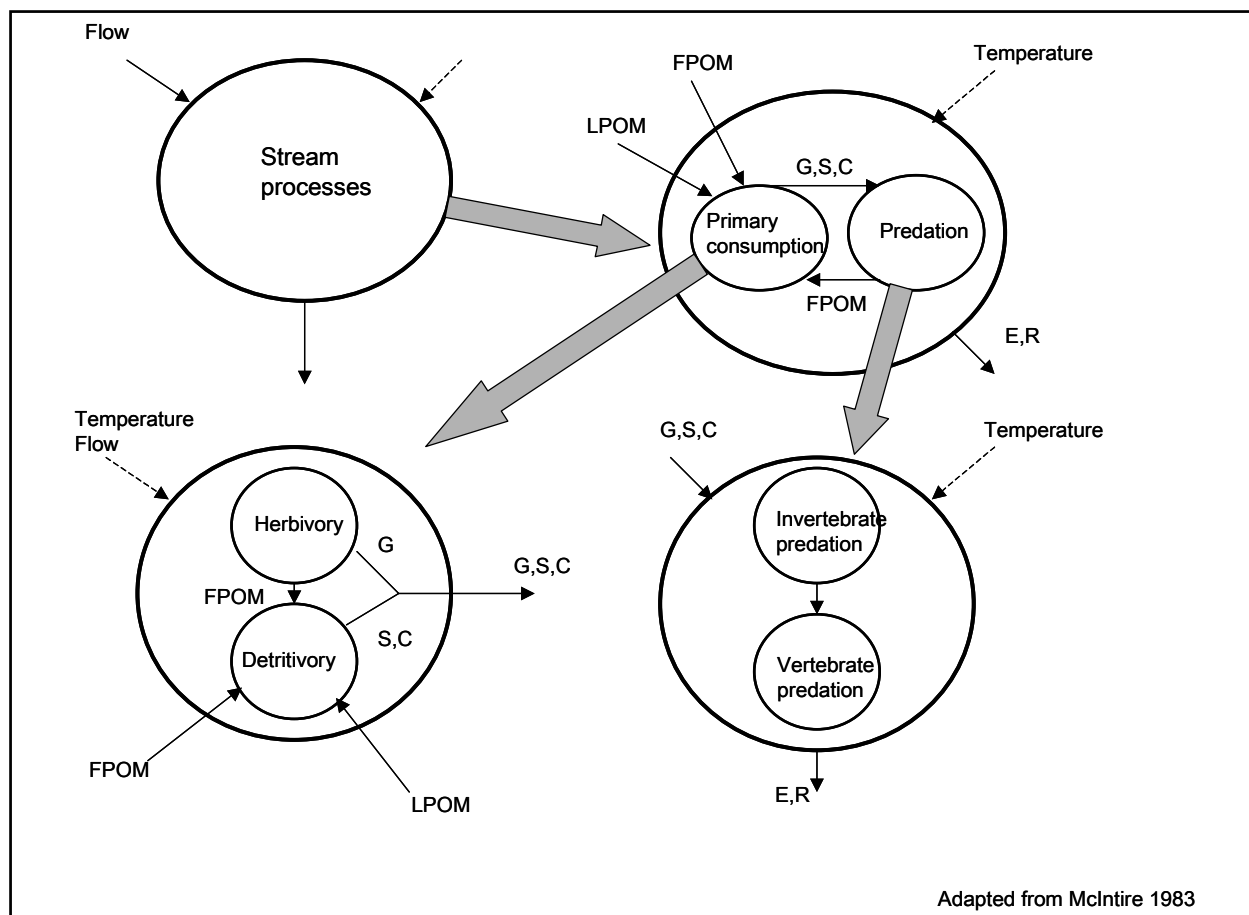 Flow
Stream
processes
Temperature
FPOM
LPOM
G,S,C
Primary
consumption
Predation
FPOM
E,R
Temperature
Flow
Herbivory
G
FPOM
G,S,C
S,C
Detritivory
FPOM
LPOM
G,S,C
Temperature
Invertebrate
predation
Vertebrate
predation
E,R
Adapted from McIntire 1983